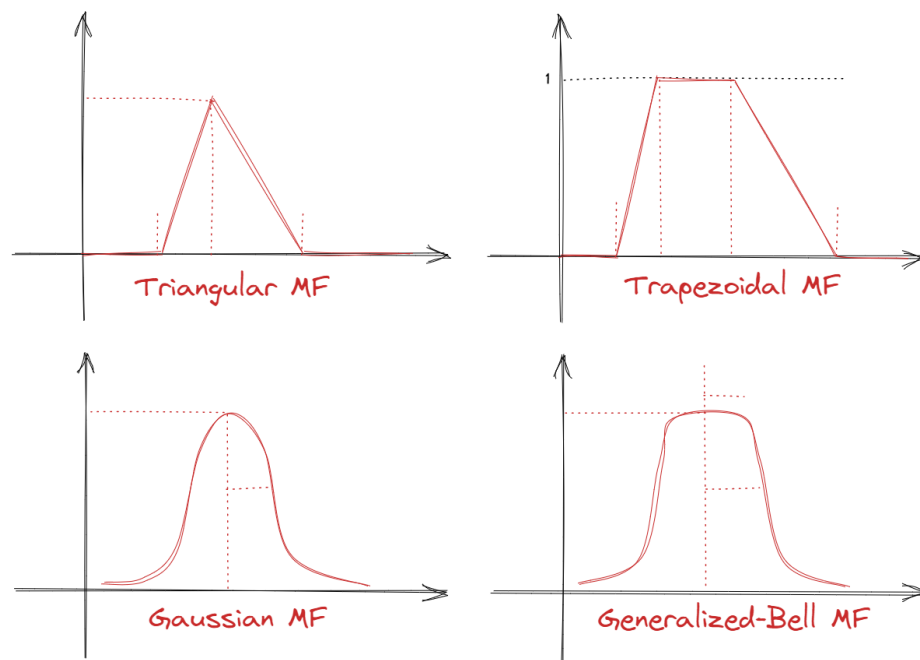 1
Triangular MF
Trapezoidal MF
Gaussian MF
Generalized-Bell MF